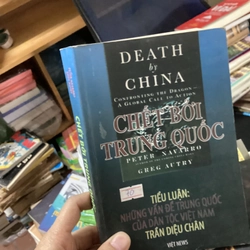 DEATH
by
CHINA
CONFRONTING THE DRAGON –
A GLOBAL CALL TO ACTION
CHẾT BỞI
TRUNG QUỐC
PETER NAVARRO
GREG AUTRY
TIỂU LUẬN:
NHỮNG VẤN ĐỀ TRUNG QUỐC
CỦA DÂN TỘC VIỆT NAM
TRẦN DIỆU CHÂN
VIET NEWS